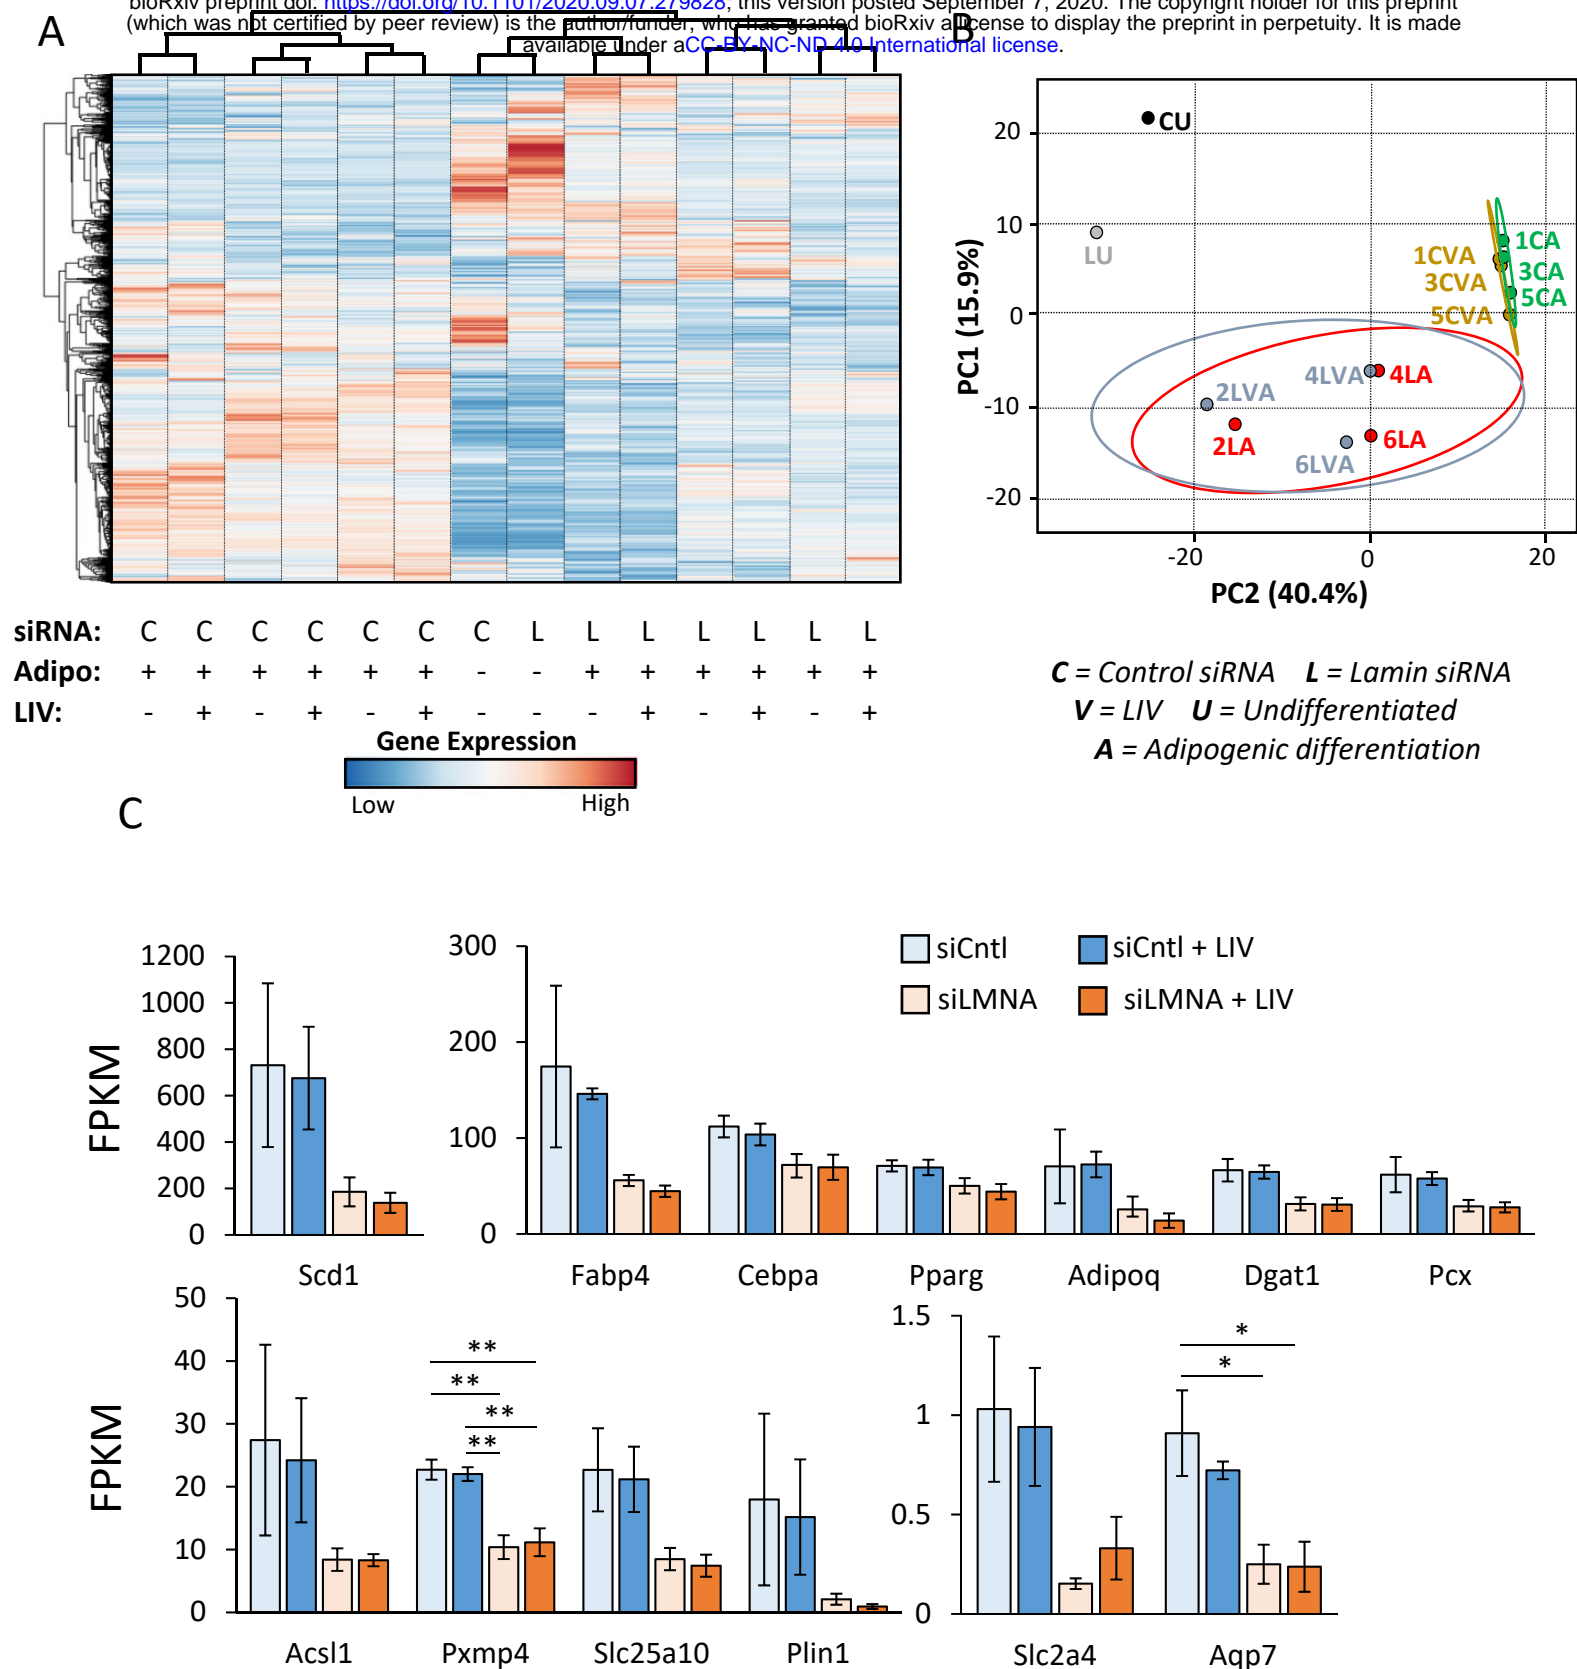 bioRxiv preprint doi: https://doi.org/10.1101/2020.09.07.279828; this version posted September 7, 2020. The copyright holder for this preprint
(which was not certified by peer review) is the author/funder, who has granted bioRxiv a license to display the preprint in perpetuity. It is made
available under aCC-BY-NC-ND 4.0 International license.
A
siRNA: C C C C C C C L L L L L L L
Adipo: + + + + + + - - + + + + + +
LIV: - + - + - + - - - + - + - +
Gene Expression
Low High
B
PC1 (15.9%)
20
10
0
-10
-20
CU
LU
1CVA 1CA
3CVA 3CA
5CVA 5CA
4LVA 4LA
2LVA
2LA
6LA
6LVA
-20 0 20
PC2 (40.4%)
C = Control siRNA L = Lamin siRNA
V = LIV U = Undifferentiated
A = Adipogenic differentiation
C
siCntl siCntl + LIV
siLMNA siLMNA + LIV
FPKM
1200
1000
800
600
400
200
0
Scd1
300
200
100
0
Fabp4 Cebpa Pparg Adipoq Dgat1 Pcx
FPKM
50
40
30
20
10
0
**
**
**
**
Acsl1 Pxmp4 Slc25a10 Plin1
1.5
1
0.5
0
*
*
Slc2a4 Aqp7